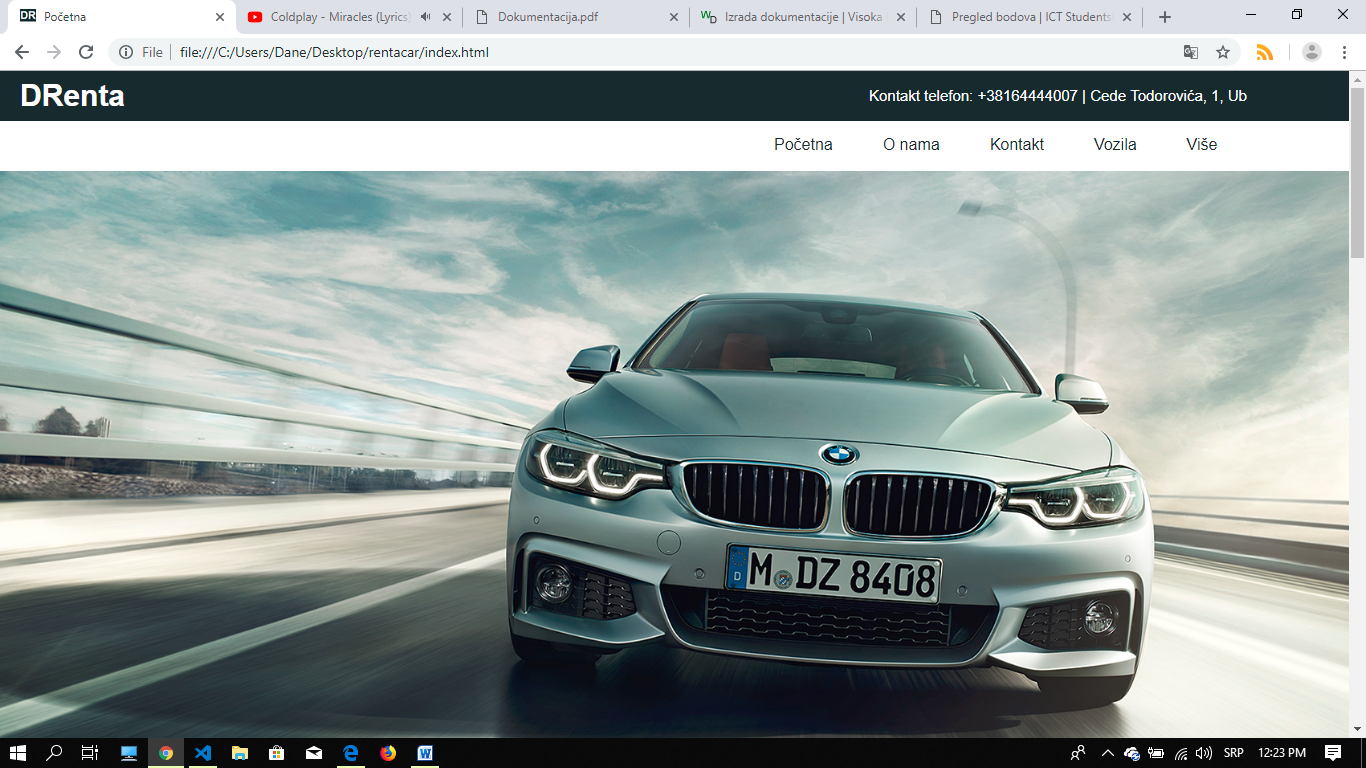 Početna
Coldplay - Miracles (Lyrics)
Dokumentacija.pdf
Izrada dokumentacije | Visoka
Pregled bodova | ICT Students
File
file:///C:/Users/Dane/Desktop/rentacar/index.html
DRenta
Kontakt telefon: +38164444007 | Cede Todorovića, 1, Ub
Početna
O nama
Kontakt
Vozila
Više
D M DZ 8408
SRP
12:23 PM